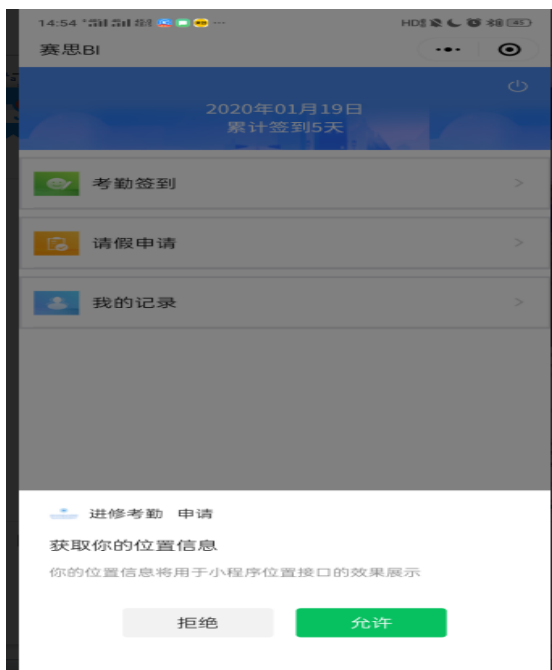 14:54
HD
赛思BI
2020年01月19日
累计签到5天
考勤签到
请假申请
我的记录
进修考勤 申请
获取你的位置信息
你的位置信息将用于小程序位置接口的效果展示
拒绝
允许